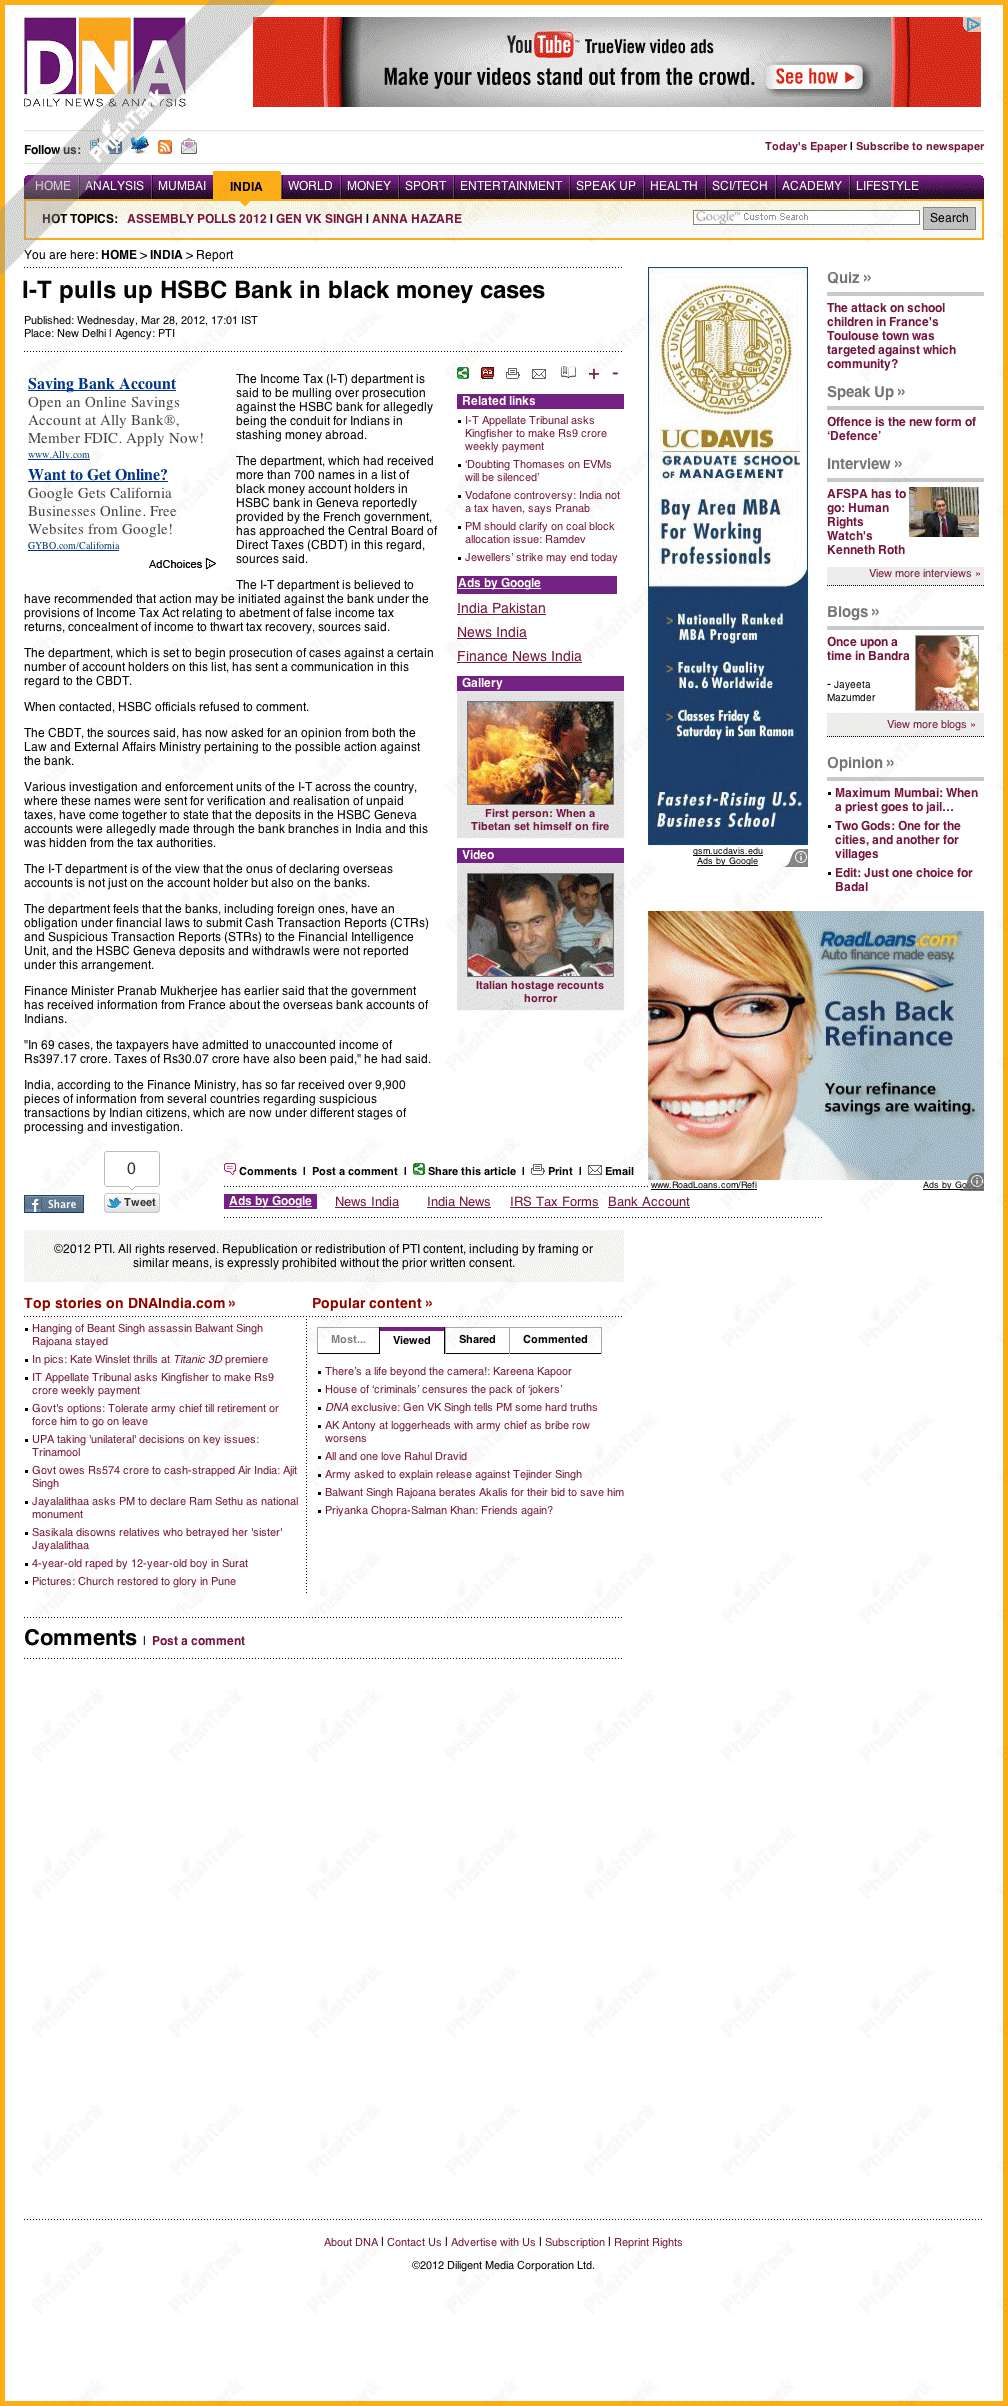 DNA
DAILY NEWS & ANALYSIS
PhishTank
You Tube TrueView video ads
Make your videos stand out from the crowd.
See how
Follow us:
Today's Epaper | Subscribe to newspaper
HOME ANALYSIS MUMBAI INDIA WORLD MONEY SPORT ENTERTAINMENT SPEAK UP HEALTH SCI/TECH ACADEMY LIFESTYLE
HOT TOPICS: ASSEMBLY POLLS 2012 | GEN VK SINGH | ANNA HAZARE
Google™ Custom Search
Search
You are here: HOME > INDIA > Report
I-T pulls up HSBC Bank in black money cases
Published: Wednesday, Mar 28, 2012, 17:01 IST
Place: New Delhi | Agency: PTI
Saving Bank Account
Open an Online Savings
Account at Ally Bank®,
Member FDIC. Apply Now!
www.Ally.com
Want to Get Online?
Google Gets California
Businesses Online. Free
Websites from Google!
GYBO.com/California
AdChoices
The Income Tax (I-T) department is
said to be mulling over prosecution
against the HSBC bank for allegedly
being the conduit for Indians in
stashing money abroad.
The department, which had received
more than 700 names in a list of
black money account holders in
HSBC bank in Geneva reportedly
provided by the French government,
has approached the Central Board of
Direct Taxes (CBDT) in this regard,
sources said.
The I-T department is believed to
have recommended that action may be initiated against the bank under the
provisions of Income Tax Act relating to abetment of false income tax
returns, concealment of income to thwart tax recovery, sources said.
The department, which is set to begin prosecution of cases against a certain
number of account holders on this list, has sent a communication in this
regard to the CBDT.
When contacted, HSBC officials refused to comment.
The CBDT, the sources said, has now asked for an opinion from both the
Law and External Affairs Ministry pertaining to the possible action against
the bank.
Various investigation and enforcement units of the I-T across the country,
where these names were sent for verification and realisation of unpaid
taxes, have come together to state that the deposits in the HSBC Geneva
accounts were allegedly made through the bank branches in India and this
was hidden from the tax authorities.
The I-T department is of the view that the onus of declaring overseas
accounts is not just on the account holder but also on the banks.
The department feels that the banks, including foreign ones, have an
obligation under financial laws to submit Cash Transaction Reports (CTRs)
and Suspicious Transaction Reports (STRs) to the Financial Intelligence
Unit, and the HSBC Geneva deposits and withdrawls were not reported
under this arrangement.
Finance Minister Pranab Mukherjee has earlier said that the government
has received information from France about the overseas bank accounts of
Indians.
"In 69 cases, the taxpayers have admitted to unaccounted income of
Rs397.17 crore. Taxes of Rs30.07 crore have also been paid," he had said.
India, according to the Finance Ministry, has so far received over 9,900
pieces of information from several countries regarding suspicious
transactions by Indian citizens, which are now under different stages of
processing and investigation.
Related links
I-T Appellate Tribunal asks
Kingfisher to make Rs9 crore
weekly payment
‘Doubting Thomases on EVMs
will be silenced’
Vodafone controversy: India not
a tax haven, says Pranab
PM should clarify on coal block
allocation issue: Ramdev
Jewellers’ strike may end today
Ads by Google
India Pakistan
News India
Finance News India
Gallery
First person: When a
Tibetan set himself on fire
Video
Italian hostage recounts
horror
THE UNIVERSITY OF CALIFORNIA
DAVIS
UCDAVIS
GRADUATE SCHOOL
OF MANAGEMENT
Bay Area MBA
For Working
Professionals
> Nationally Ranked
MBA Program
> Faculty Quality
No. 6 Worldwide
> Classes Friday &
Saturday in San Ramon
Fastest-Rising U.S.
Business School
gsm.ucdavis.edu
Ads by Google
Quiz »
The attack on school
children in France's
Toulouse town was
targeted against which
community?
Speak Up »
Offence is the new form of
‘Defence’
Interview »
AFSPA has to
go: Human
Rights
Watch's
Kenneth Roth
View more interviews »
Blogs »
Once upon a
time in Bandra
- Jayeeta
Mazumder
View more blogs »
Opinion »
Maximum Mumbai: When
a priest goes to jail...
Two Gods: One for the
cities, and another for
villages
Edit: Just one choice for
Badal
RoadLoans.com
Auto finance made easy.
Cash Back
Refinance
Your refinance
savings are waiting.
www.RoadLoans.com/Refi
Ads by Go
0
Share
Tweet
Comments | Post a comment | Share this article | Print | Email
Ads by Google News India India News IRS Tax Forms Bank Account
©2012 PTI. All rights reserved. Republication or redistribution of PTI content, including by framing or
similar means, is expressly prohibited without the prior written consent.
Top stories on DNAIndia.com »
Hanging of Beant Singh assassin Balwant Singh
Rajoana stayed
In pics: Kate Winslet thrills at Titanic 3D premiere
IT Appellate Tribunal asks Kingfisher to make Rs9
crore weekly payment
Govt's options: Tolerate army chief till retirement or
force him to go on leave
UPA taking 'unilateral' decisions on key issues:
Trinamool
Govt owes Rs574 crore to cash-strapped Air India: Ajit
Singh
Jayalalithaa asks PM to declare Ram Sethu as national
monument
Sasikala disowns relatives who betrayed her 'sister'
Jayalalithaa
4-year-old raped by 12-year-old boy in Surat
Pictures: Church restored to glory in Pune
Popular content »
Most... Viewed Shared Commented
There's a life beyond the camera!: Kareena Kapoor
House of ‘criminals’ censures the pack of ‘jokers’
DNA exclusive: Gen VK Singh tells PM some hard truths
AK Antony at loggerheads with army chief as bribe row
worsens
All and one love Rahul Dravid
Army asked to explain release against Tejinder Singh
Balwant Singh Rajoana berates Akalis for their bid to save him
Priyanka Chopra-Salman Khan: Friends again?
Comments | Post a comment
About DNA | Contact Us | Advertise with Us | Subscription | Reprint Rights
©2012 Diligent Media Corporation Ltd.